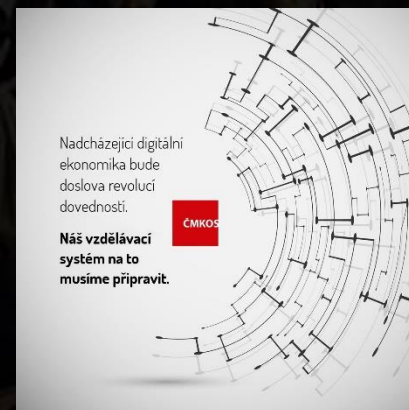 Nadcházející digitální
ekonomika bude
doslova revolucí
dovedností.
Náš vzdělávací
systém na to
musíme připravit.
ČMKOS